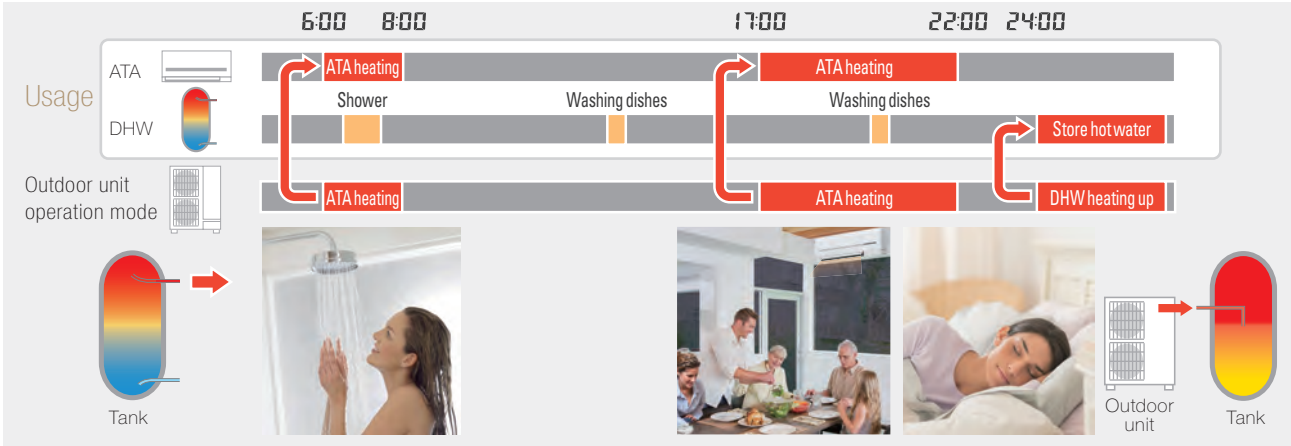 6:00 8:00 17:00 22:00 24:00
Usage
ATA
ATA heating
ATA heating
Shower
Washing dishes
Washing dishes
DHW
Store hot water
Outdoor unit
operation mode
ATA heating
ATA heating
DHW heating up
Tank
Outdoor
unit
Tank